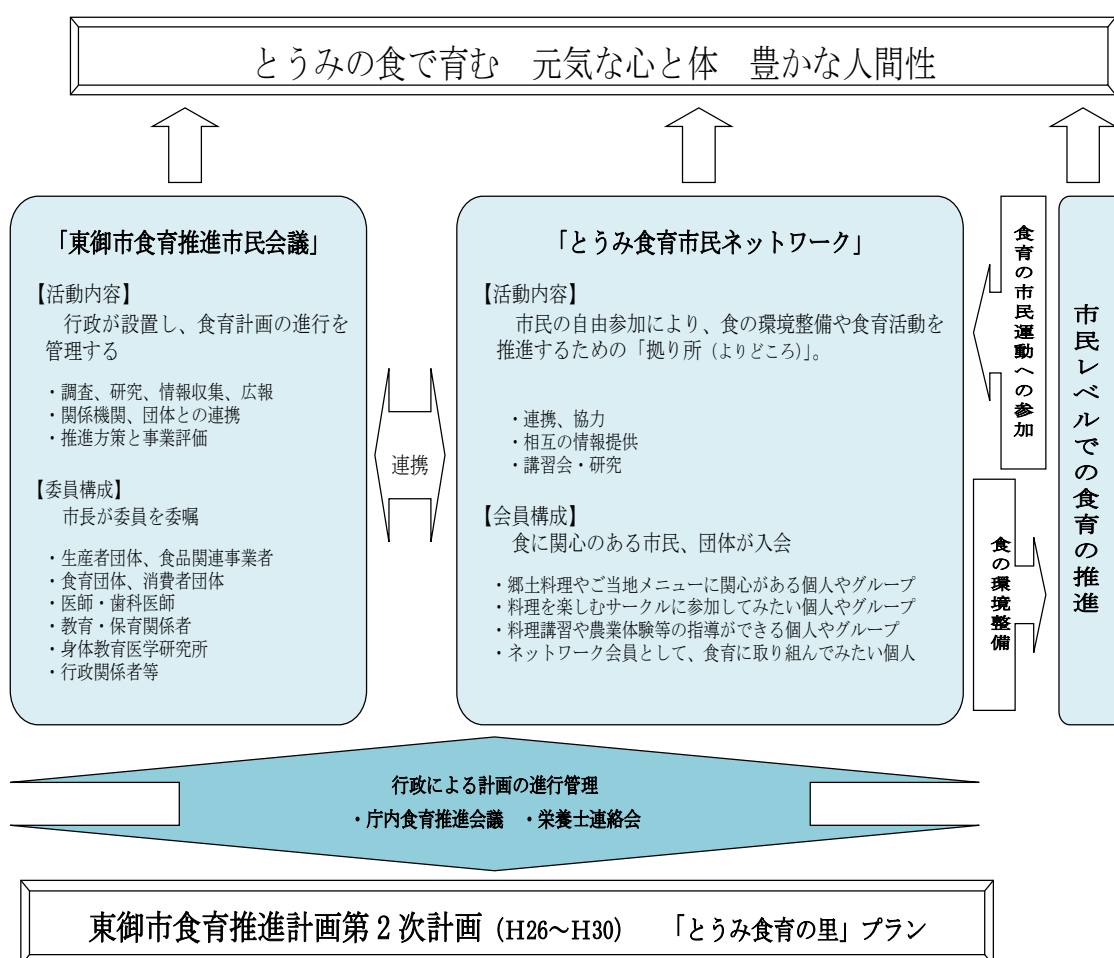 とうみの食で育む　元気な心と体　豊かな人間性
「東御市食育推進市民会議」
【活動内容】
行政が設置し、食育計画の進行を
管理する
・調査、研究、情報収集、広報
・関係機関、団体との連携
・推進方策と事業評価
【委員構成】
市長が委員を委嘱
・生産者団体、食品関連事業者
・食育団体、消費者団体
・医師・歯科医師
・教育・保育関係者
・身体教育医学研究所
・行政関係者等
連携
「とうみ食育市民ネットワーク」
【活動内容】
市民の自由参加により、食の環境整備や食育活動を
推進するための「拠り所（よりどころ）」。
・連携、協力
・相互の情報提供
・講習会・研究
【会員構成】
食に関心のある市民、団体が入会
・郷土料理やご当地メニューに関心がある個人やグループ
・料理を楽しむサークルに参加してみたい個人やグループ
・料理講習や農業体験等の指導ができる個人やグループ
・ネットワーク会員として、食育に取り組んでみたい個人
食育の市民運動への参加
食の環境整備
市民レベルでの食育の推進
行政による計画の進行管理
・庁内食育推進会議　・栄養士連絡会
東御市食育推進計画第２次計画（H26～H30）　「とうみ食育の里」プラン